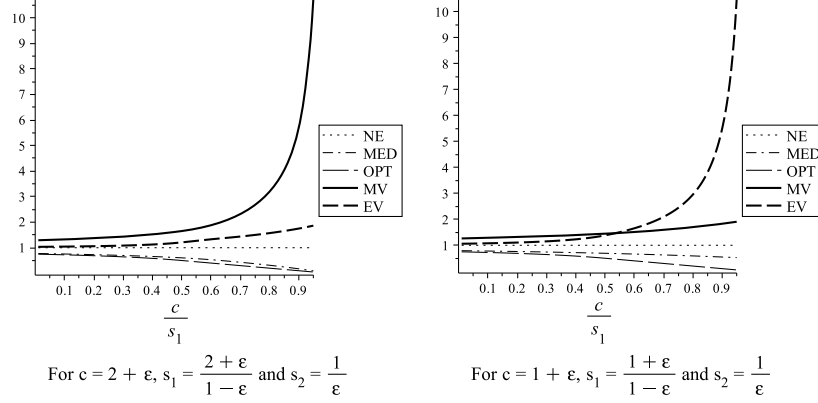 10
9
8
7
6
5
4
3
2
1
0.1 0.2 0.3 0.4 0.5 0.6 0.7 0.8 0.9
c
s1
NE
MED
OPT
MV
EV
For c = 2 + ε, s1 = (2 + ε)/(1 − ε) and s2 = 1/ε
10
9
8
7
6
5
4
3
2
1
0.1 0.2 0.3 0.4 0.5 0.6 0.7 0.8 0.9
c
s1
NE
MED
OPT
MV
EV
For c = 1 + ε, s1 = (1 + ε)/(1 − ε) and s2 = 1/ε